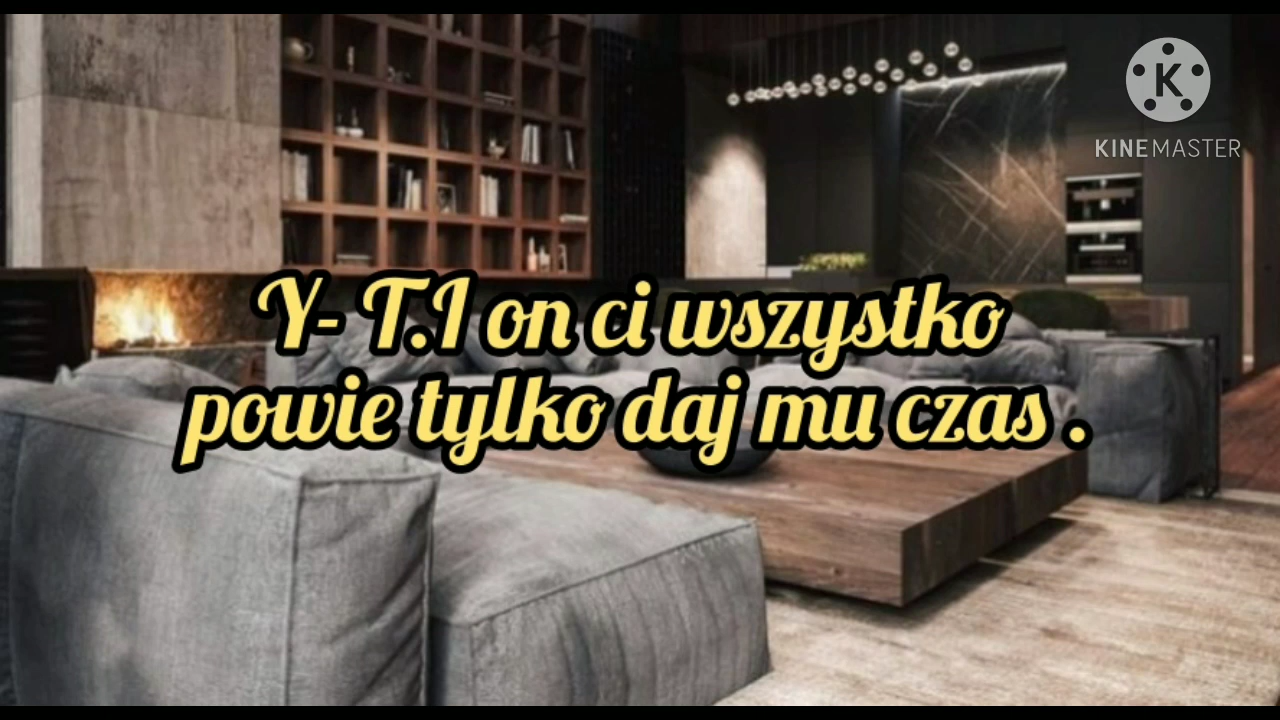 K
KINEMASTER
Y- T.I on ci wszystko
powie tylko daj mu czas .